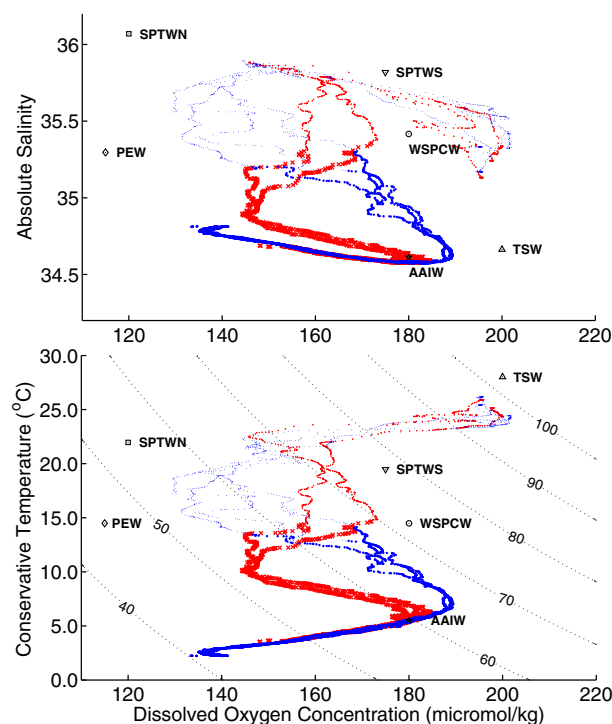 36
35.5
35
34.5
Absolute Salinity
SPTWN
SPTWS
WSPCW
PEW
TSW
AAIW
120 140 160 180 200 220
30.0
25.0
20.0
15.0
10.0
5.0
0.0
Conservative Temperature (°C)
TSW
100
SPTWN
SPTWS
90
PEW
50
WSPCW
80
70
40
AAIW
60
120 140 160 180 200 220
Dissolved Oxygen Concentration (micromol/kg)